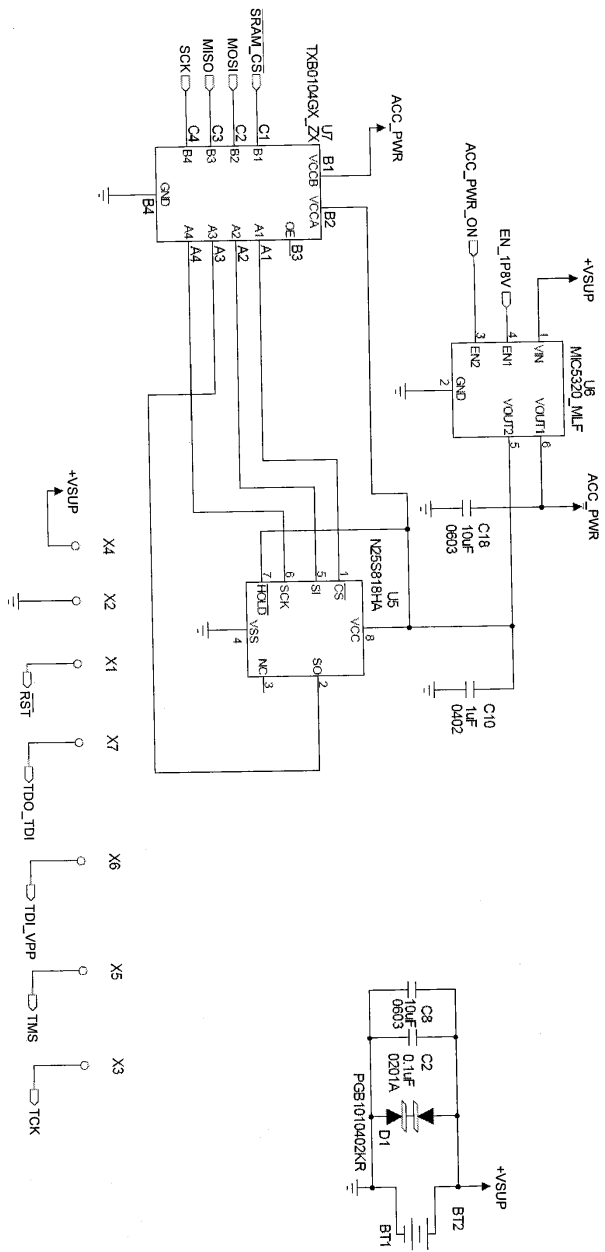 +VSUP
EN_1P8V
ACC_PWR_ON
U6
MIC5320_MLF
1
VIN
VOUT1
6
4
EN1
3
EN2
VOUT2
5
GND
2
ACC_PWR
C18
10uF
0603
C10
1uF
0402
ACC_PWR
U7
TXB0104GX_ZX
B1
B2
VCCB
VCCA
SRAM_CS
MOSI
MISO
SCK
C1
C2
C3
C4
B1
B2
B3
B4
OE
B3
A1
A1
A2
A2
A3
A3
A4
A4
GND
B4
U5
N25S818HA
8
VCC
1
CS
5
SI
6
SCK
7
HOLD
SO
2
NC
3
VSS
4
+VSUP
X4
X2
X1
RST
X7
TDO_TDI
X6
TDI_VPP
X5
TMS
X3
TCK
C8
10uF
0603
C2
0.1uF
0201A
D1
PGB1010402KR
+VSUP
BT2
BT1